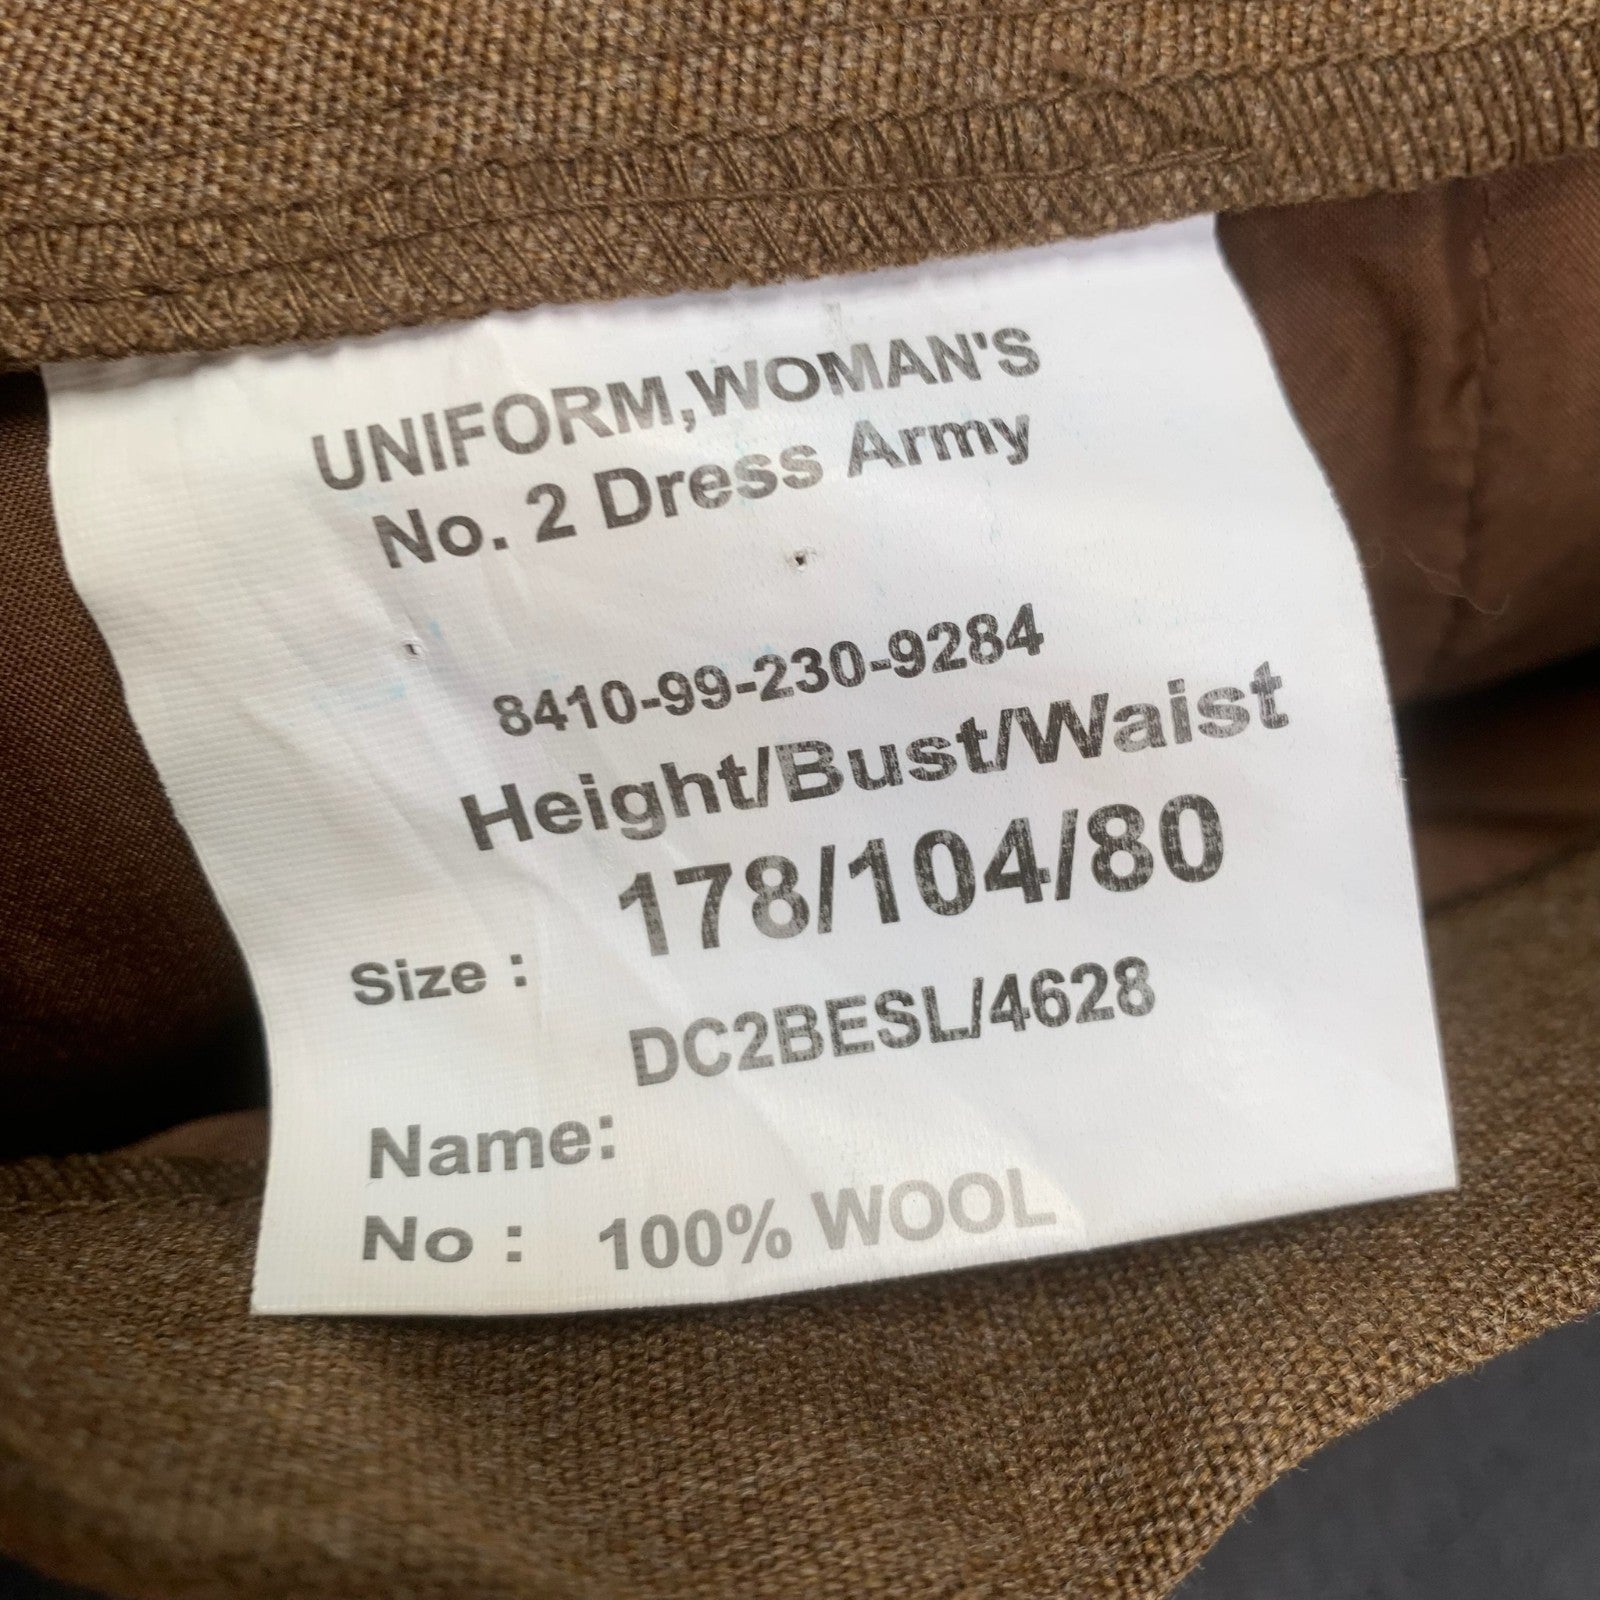 UNIFORM,WOMAN'S
No. 2 Dress Army
8410-99-230-9284
Height/Bust/Waist
Size : 178/104/80
DC2BESL/4628
Name:
No : 100% WOOL